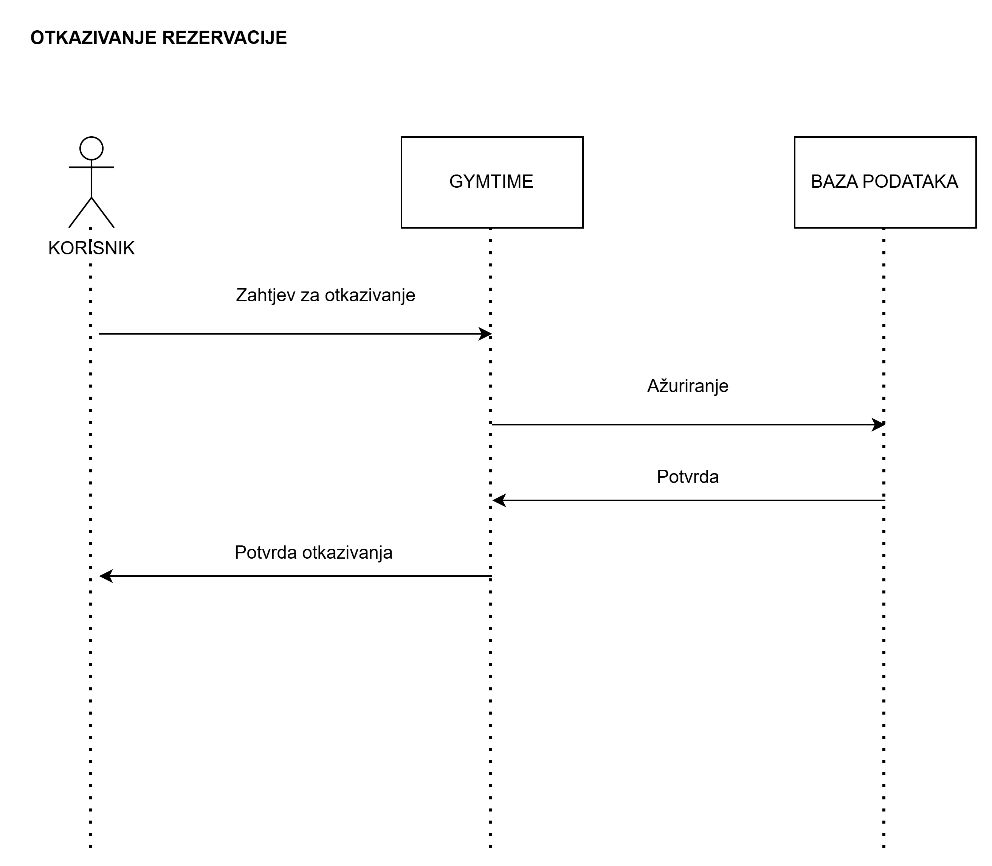 OTKAZIVANJE REZERVACIJE
KORISNIK
GYMTIME
BAZA PODATAKA
Zahtjev za otkazivanje
Ažuriranje
Potvrda
Potvrda otkazivanja